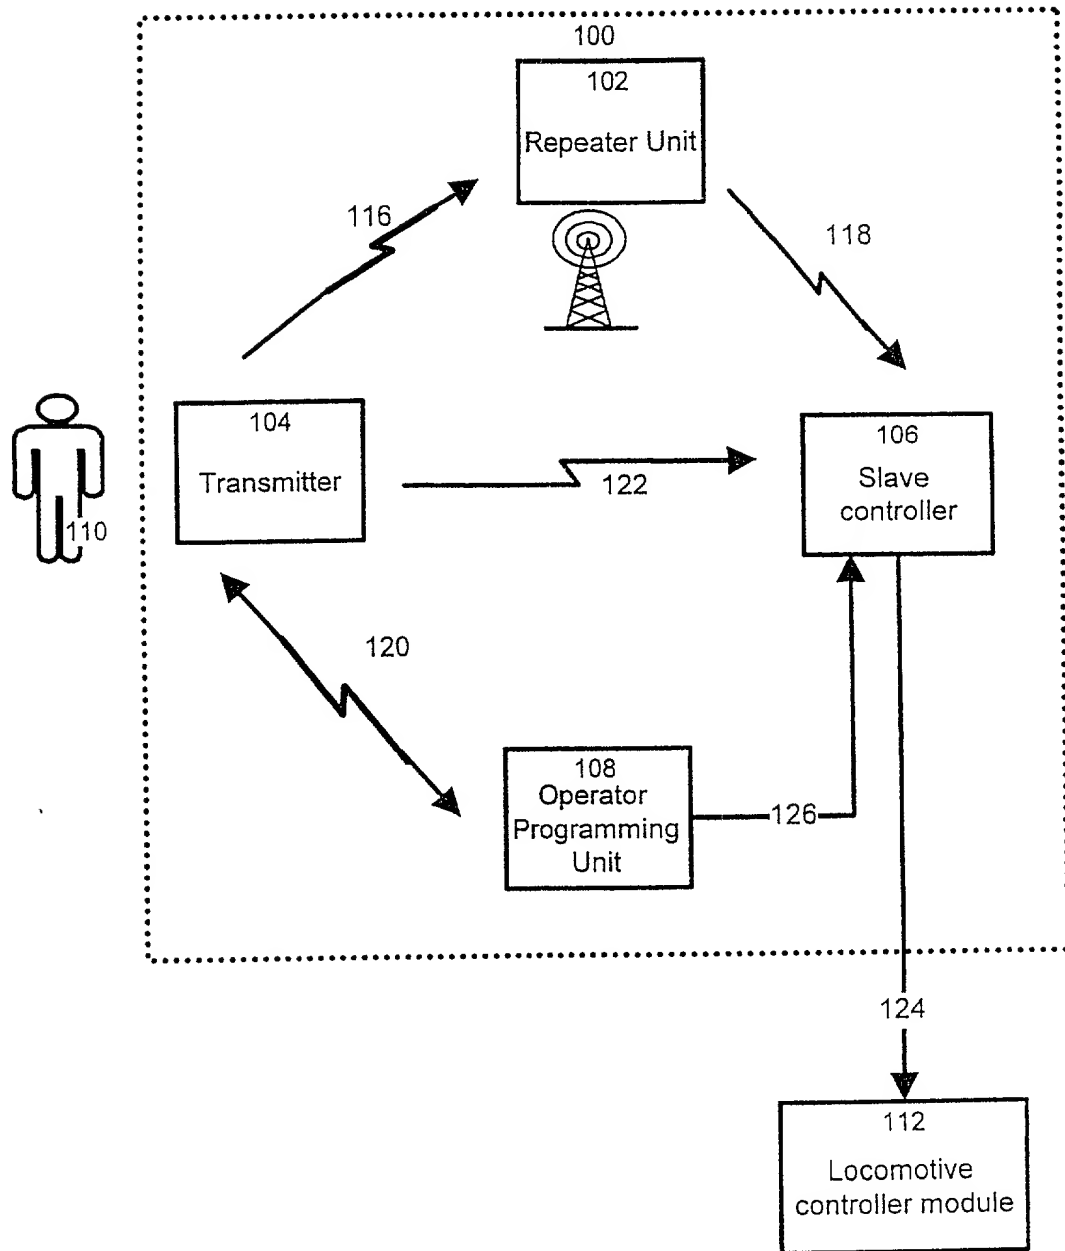 100
102
Repeater Unit
116
118
104
Transmitter
106
Slave
controller
122
110
120
108
Operator
Programming
Unit
126
124
112
Locomotive
controller module